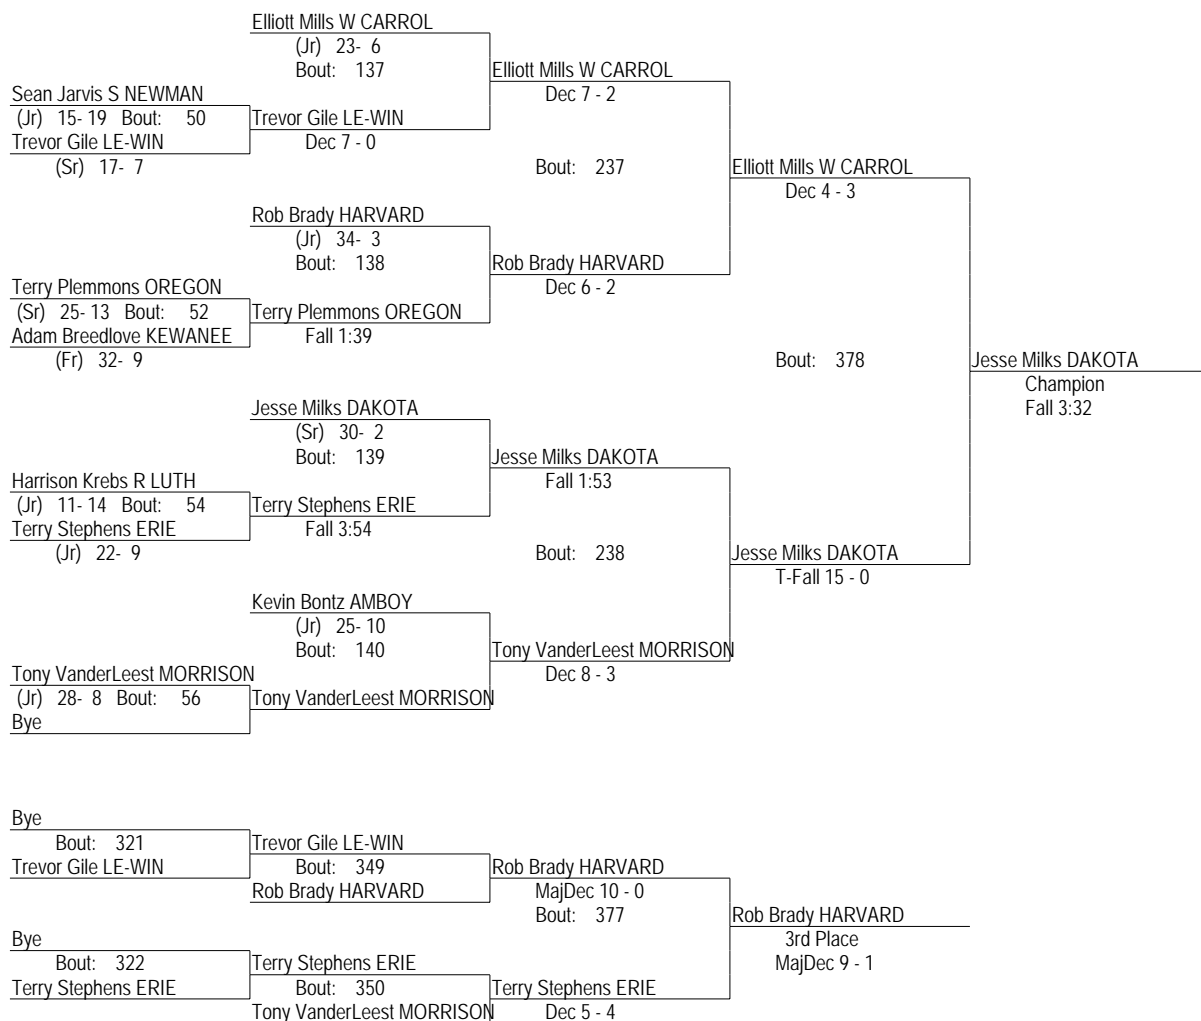 Elliott Mills W CARROL
(Jr) 23- 6
Bout: 137
Elliott Mills W CARROL
Dec 7 - 2
Sean Jarvis S NEWMAN
(Jr) 15- 19 Bout: 50
Trevor Gile LE-WIN
Dec 7 - 0
Trevor Gile LE-WIN
(Sr) 17- 7
Bout: 237
Elliott Mills W CARROL
Dec 4 - 3
Rob Brady HARVARD
(Jr) 34- 3
Bout: 138
Rob Brady HARVARD
Dec 6 - 2
Terry Plemmons OREGON
(Sr) 25- 13 Bout: 52
Terry Plemmons OREGON
Fall 1:39
Adam Breedlove KEWANEE
(Fr) 32- 9
Bout: 378
Jesse Milks DAKOTA
Champion
Fall 3:32
Jesse Milks DAKOTA
(Sr) 30- 2
Bout: 139
Jesse Milks DAKOTA
Fall 1:53
Harrison Krebs R LUTH
(Jr) 11- 14 Bout: 54
Terry Stephens ERIE
Fall 3:54
Terry Stephens ERIE
(Jr) 22- 9
Bout: 238
Jesse Milks DAKOTA
T-Fall 15 - 0
Kevin Bontz AMBOY
(Jr) 25- 10
Bout: 140
Tony VanderLeest MORRISON
Dec 8 - 3
Tony VanderLeest MORRISON
(Jr) 28- 8 Bout: 56
Tony VanderLeest MORRISON
Bye
Bye
Bout: 321
Trevor Gile LE-WIN
Trevor Gile LE-WIN
Bout: 349
Rob Brady HARVARD
Rob Brady HARVARD
MajDec 10 - 0
Bout: 377
Rob Brady HARVARD
3rd Place
MajDec 9 - 1
Bye
Bout: 322
Terry Stephens ERIE
Terry Stephens ERIE
Bout: 350
Tony VanderLeest MORRISON
Terry Stephens ERIE
Dec 5 - 4